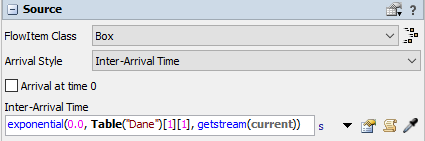 Source
?
FlowItem Class Box
Arrival Style Inter-Arrival Time
Arrival at time 0
Inter-Arrival Time
exponential(0.0, Table("Dane")[1][1], getstream(current)) s